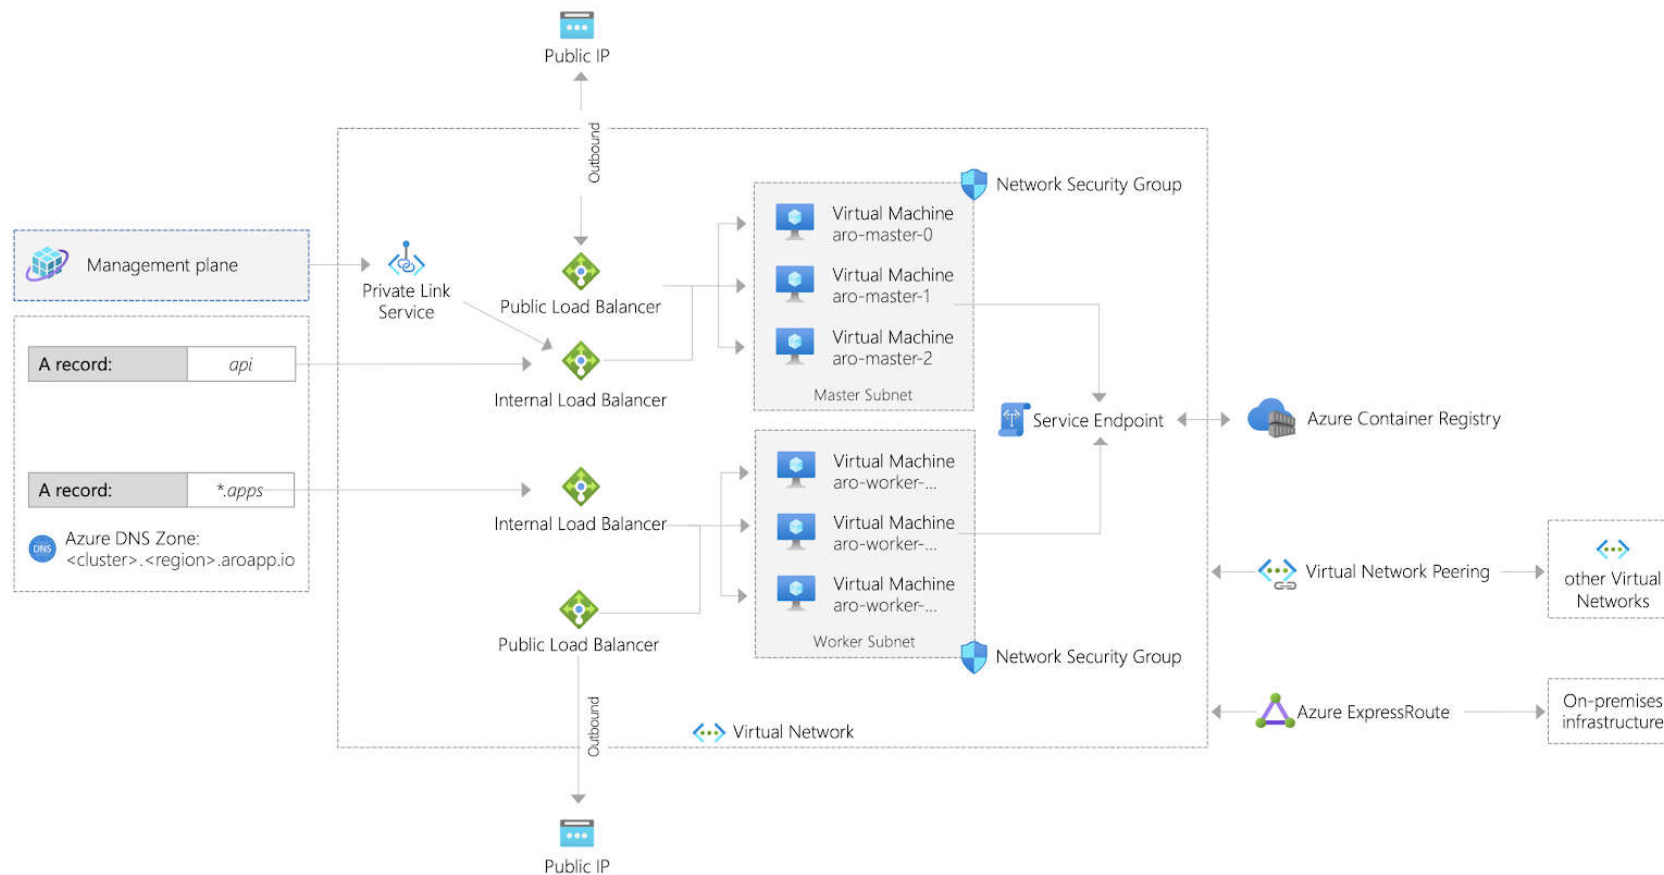 Public IP
Outbound
Network Security Group
Virtual Machine
aro-master-0
Management plane
Private Link
Service
Public Load Balancer
Virtual Machine
aro-master-1
Virtual Machine
aro-master-2
A record:
api
Internal Load Balancer
Master Subnet
Service Endpoint
Azure Container Registry
Virtual Machine
aro-worker-...
A record:
*.apps
Internal Load Balancer
Virtual Machine
aro-worker-...
DNS
Azure DNS Zone:
<cluster>.<region>.aroapp.io
Virtual Network Peering
other Virtual
Networks
Virtual Machine
aro-worker-...
Public Load Balancer
Worker Subnet
Network Security Group
Outbound
Virtual Network
Azure ExpressRoute
On-premises
infrastructure
Public IP